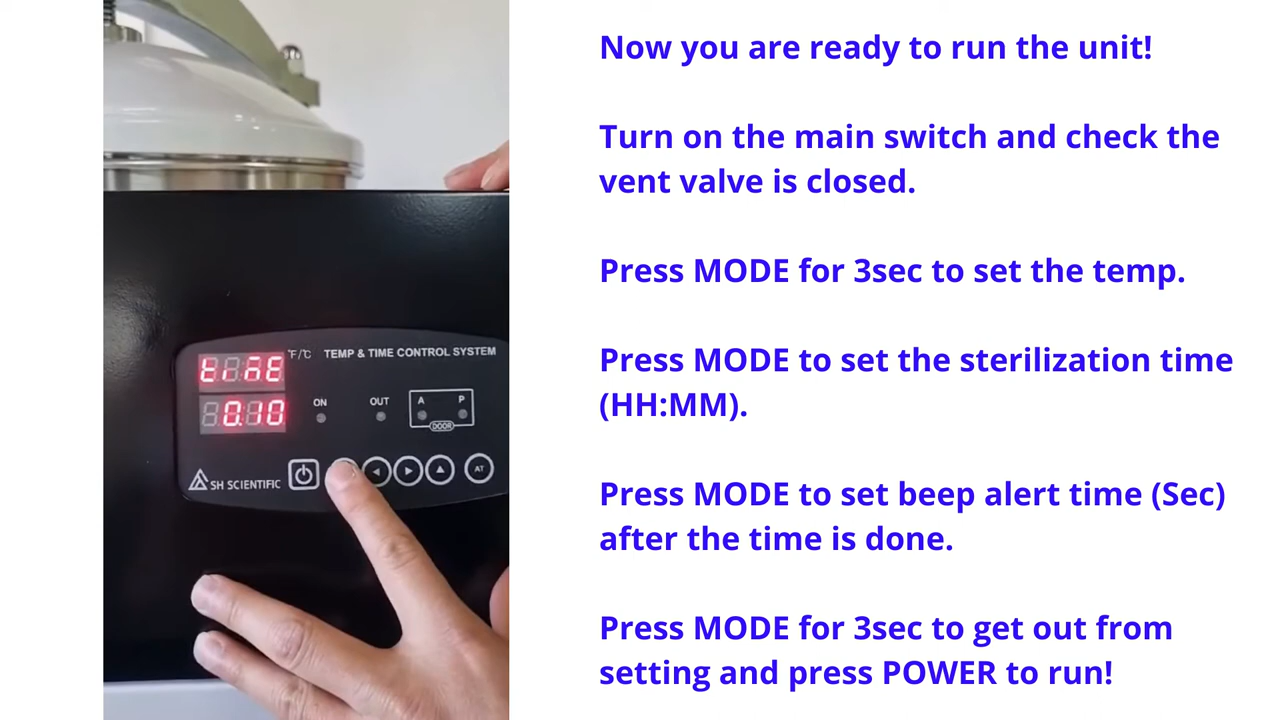 Now you are ready to run the unit!
Turn on the main switch and check the
vent valve is closed.
Press MODE for 3sec to set the temp.
Press MODE to set the sterilization time
(HH:MM).
Press MODE to set beep alert time (Sec)
after the time is done.
Press MODE for 3sec to get out from
setting and press POWER to run!
°F/°C TEMP & TIME CONTROL SYSTEM
timE
0.10
ON OUT A P
DOOR
SH SCIENTIFIC
AT